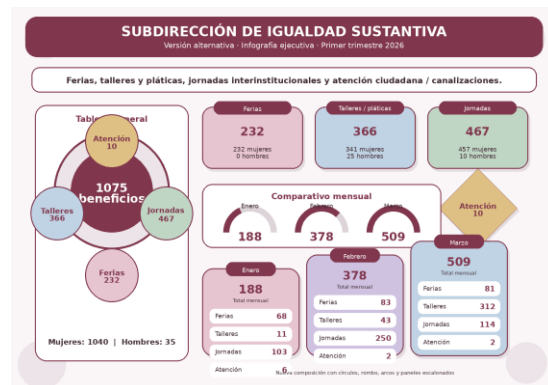 SUBDIRECCIÓN DE IGUALDAD SUSTANTIVA
Versión alternativa · Infografía ejecutiva · Primer trimestre 2026
Ferias, talleres y pláticas, jornadas interinstitucionales y atención ciudadana / canalizaciones.
Atención
10
1075
beneficios
Talleres
366
Jornadas
467
Ferias
232
Mujeres: 1040 | Hombres: 35
Ferias
232
232 mujeres
0 hombres
Talleres / pláticas
366
341 mujeres
25 hombres
Jornadas
467
457 mujeres
10 hombres
Comparativo mensual
Enero
188
Febrero
378
Marzo
509
Atención
10
Enero
188
Total mensual
Ferias 68
Talleres 11
Jornadas 103
Atención 6
Febrero
378
Total mensual
Ferias 83
Talleres 43
Jornadas 250
Atención 2
Marzo
509
Total mensual
Ferias 81
Talleres 312
Jornadas 114
Atención 2
Nueva composición con círculos, rombos, arcos y paneles escalonados